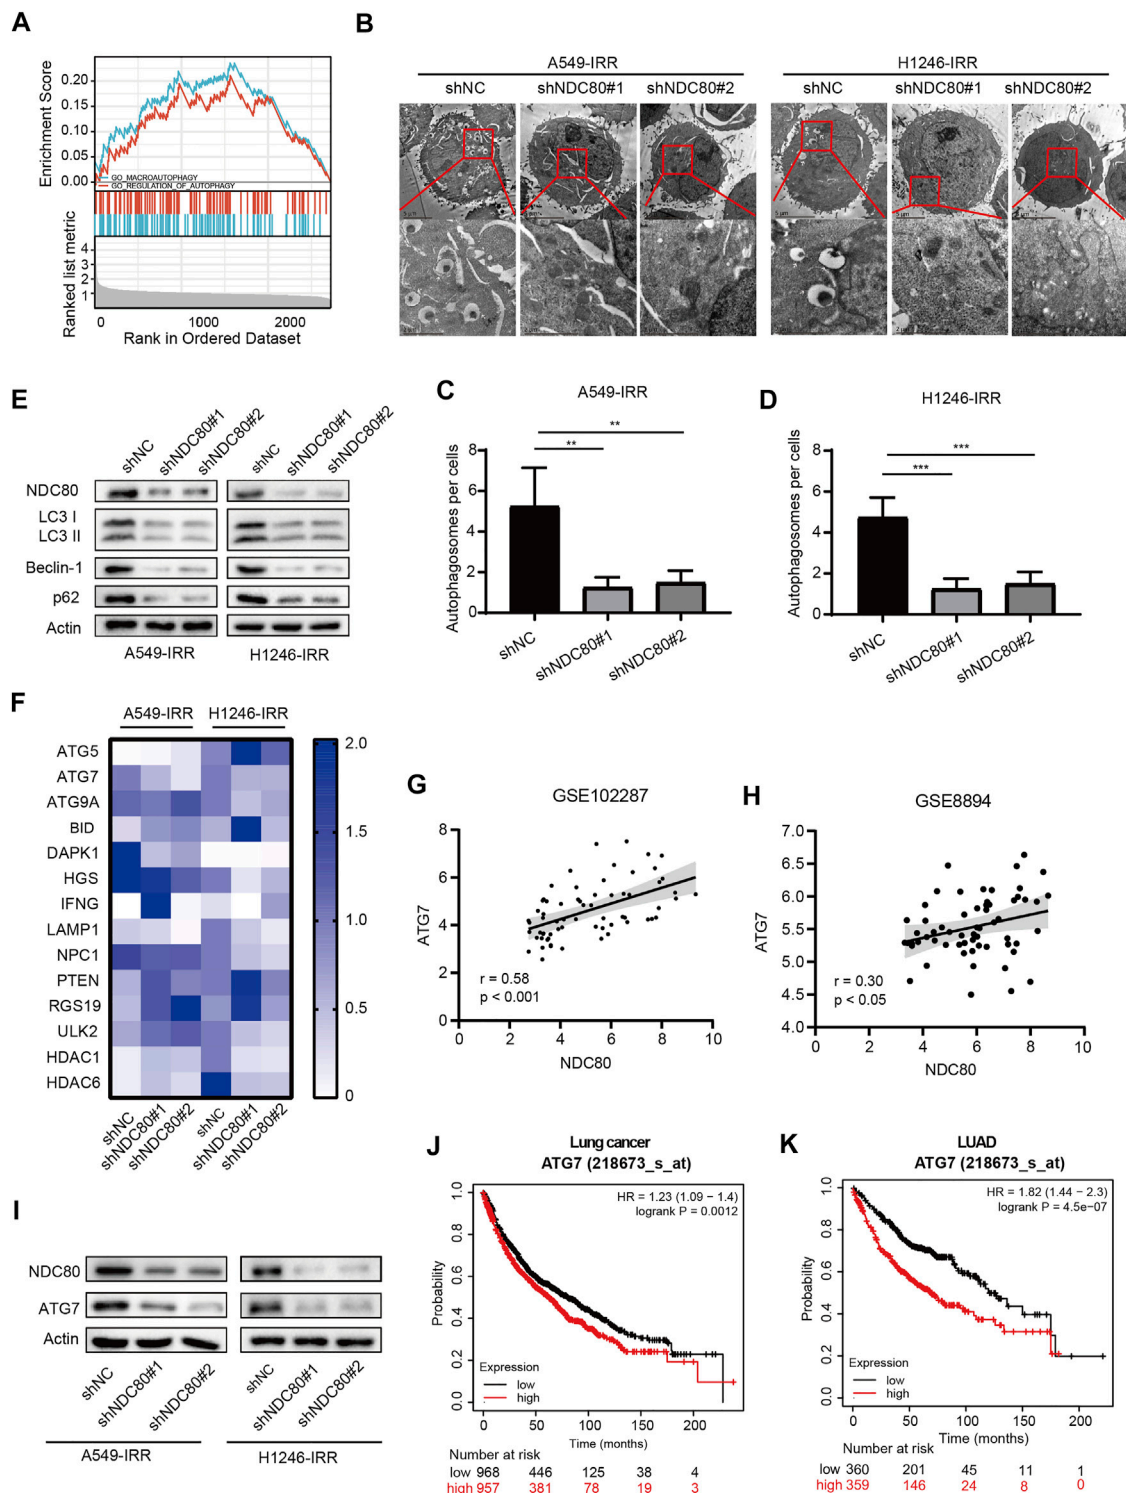 A
Enrichment Score
0.20
0.15
0.10
0.05
0.00
GO_MACROAUTOPHAGY
GO_REGULATION_OF_AUTOPHAGY
Ranked list metric
4
3
2
1
0 1000 2000
Rank in Ordered Dataset
B
A549-IRR H1246-IRR
shNC shNDC80#1 shNDC80#2 shNC shNDC80#1 shNDC80#2
C
A549-IRR
Autophagosomes per cells
8
6
4
2
0
** **
shNC shNDC80#1 shNDC80#2
D
H1246-IRR
Autophagosomes per cells
8
6
4
2
0
*** ***
shNC shNDC80#1 shNDC80#2
E
shNC shNDC80#1 shNDC80#2 shNC shNDC80#1 shNDC80#2
NDC80
LC3 I
LC3 II
Beclin-1
p62
Actin
A549-IRR H1246-IRR
F
A549-IRR H1246-IRR
ATG5
ATG7
ATG9A
BID
DAPK1
HGS
IFNG
LAMP1
NPC1
PTEN
RGS19
ULK2
HDAC1
HDAC6
2.0
1.5
1.0
0.5
0
shNC shNDC80#1 shNDC80#2 shNC shNDC80#1 shNDC80#2
G
GSE102287
ATG7
8
6
4
2
0
r = 0.58
p < 0.001
0 2 4 6 8 10
NDC80
H
GSE8894
ATG7
7.0
6.5
6.0
5.5
5.0
4.5
4.0
r = 0.30
p < 0.05
0 2 4 6 8 10
NDC80
I
NDC80
ATG7
Actin
shNC shNDC80#1 shNDC80#2 shNC shNDC80#1 shNDC80#2
A549-IRR H1246-IRR
J
Lung cancer
ATG7 (218673_s_at)
HR = 1.23 (1.09 − 1.4)
logrank P = 0.0012
Probability
1.0
0.8
0.6
0.4
0.2
0.0
Expression
low
high
0 50 100 150 200
Time (months)
Number at risk
low 968 446 125 38 4
high 957 381 78 19 3
K
LUAD
ATG7 (218673_s_at)
HR = 1.82 (1.44 − 2.3)
logrank P = 4.5e−07
Probability
1.0
0.8
0.6
0.4
0.2
0.0
Expression
low
high
0 50 100 150 200
Time (months)
Number at risk
low 360 201 45 11 1
high 359 146 24 8 0